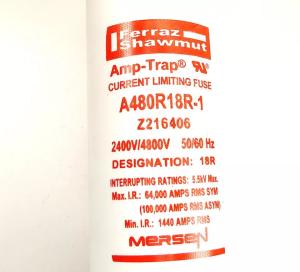 Ferraz
Shawmut
Amp-Trap®
CURRENT LIMITING FUSE
A480R18R-1
Z216406
2400V/4800V 50/60 Hz
DESIGNATION: 18R
INTERRUPTING RATINGS: 5.5kV Max.
Max. I.R.: 64,000 AMPS RMS SYM
(100,000 AMPS RMS ASYM)
Min. I.R.: 1440 AMPS RMS
MERSEN